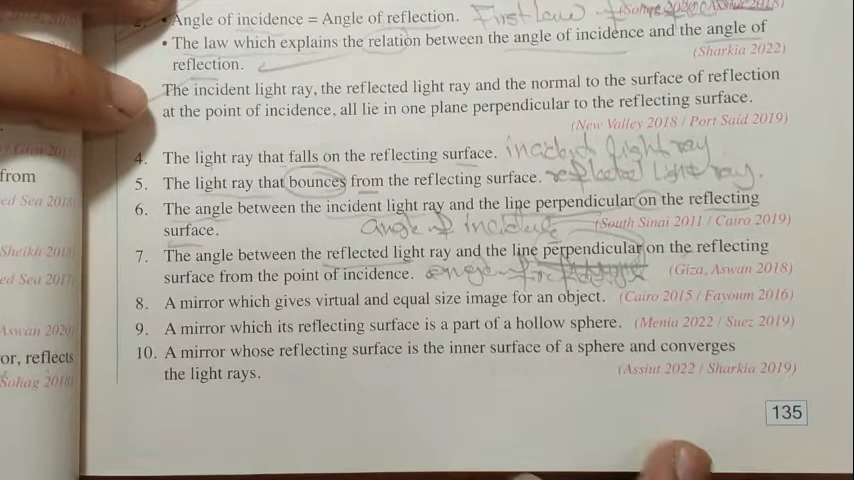 • Angle of incidence = Angle of reflection. First law
• The law which explains the relation between the angle of incidence and the angle of
reflection. (Sharkia 2022)
The incident light ray, the reflected light ray and the normal to the surface of reflection
at the point of incidence, all lie in one plane perpendicular to the reflecting surface.
(New Valley 2018 / Port Said 2019)
4. The light ray that falls on the reflecting surface. light ray
5. The light ray that bounces from the reflecting surface. reflected light ray.
6. The angle between the incident light ray and the line perpendicular on the reflecting
surface. angle of (South Sinai 2011 / Cairo 2019)
7. The angle between the reflected light ray and the line perpendicular on the reflecting
surface from the point of incidence. (Giza, Aswan 2018)
8. A mirror which gives virtual and equal size image for an object. (Cairo 2015 / Fayoum 2016)
9. A mirror which its reflecting surface is a part of a hollow sphere. (Menia 2022 / Suez 2019)
10. A mirror whose reflecting surface is the inner surface of a sphere and converges
the light rays. (Assiut 2022 / Sharkia 2019)
135
from
ed Sea 2018
Sheikh 2018
ed Sea 2017
Aswan 2020
or, reflects
Sohag 2018